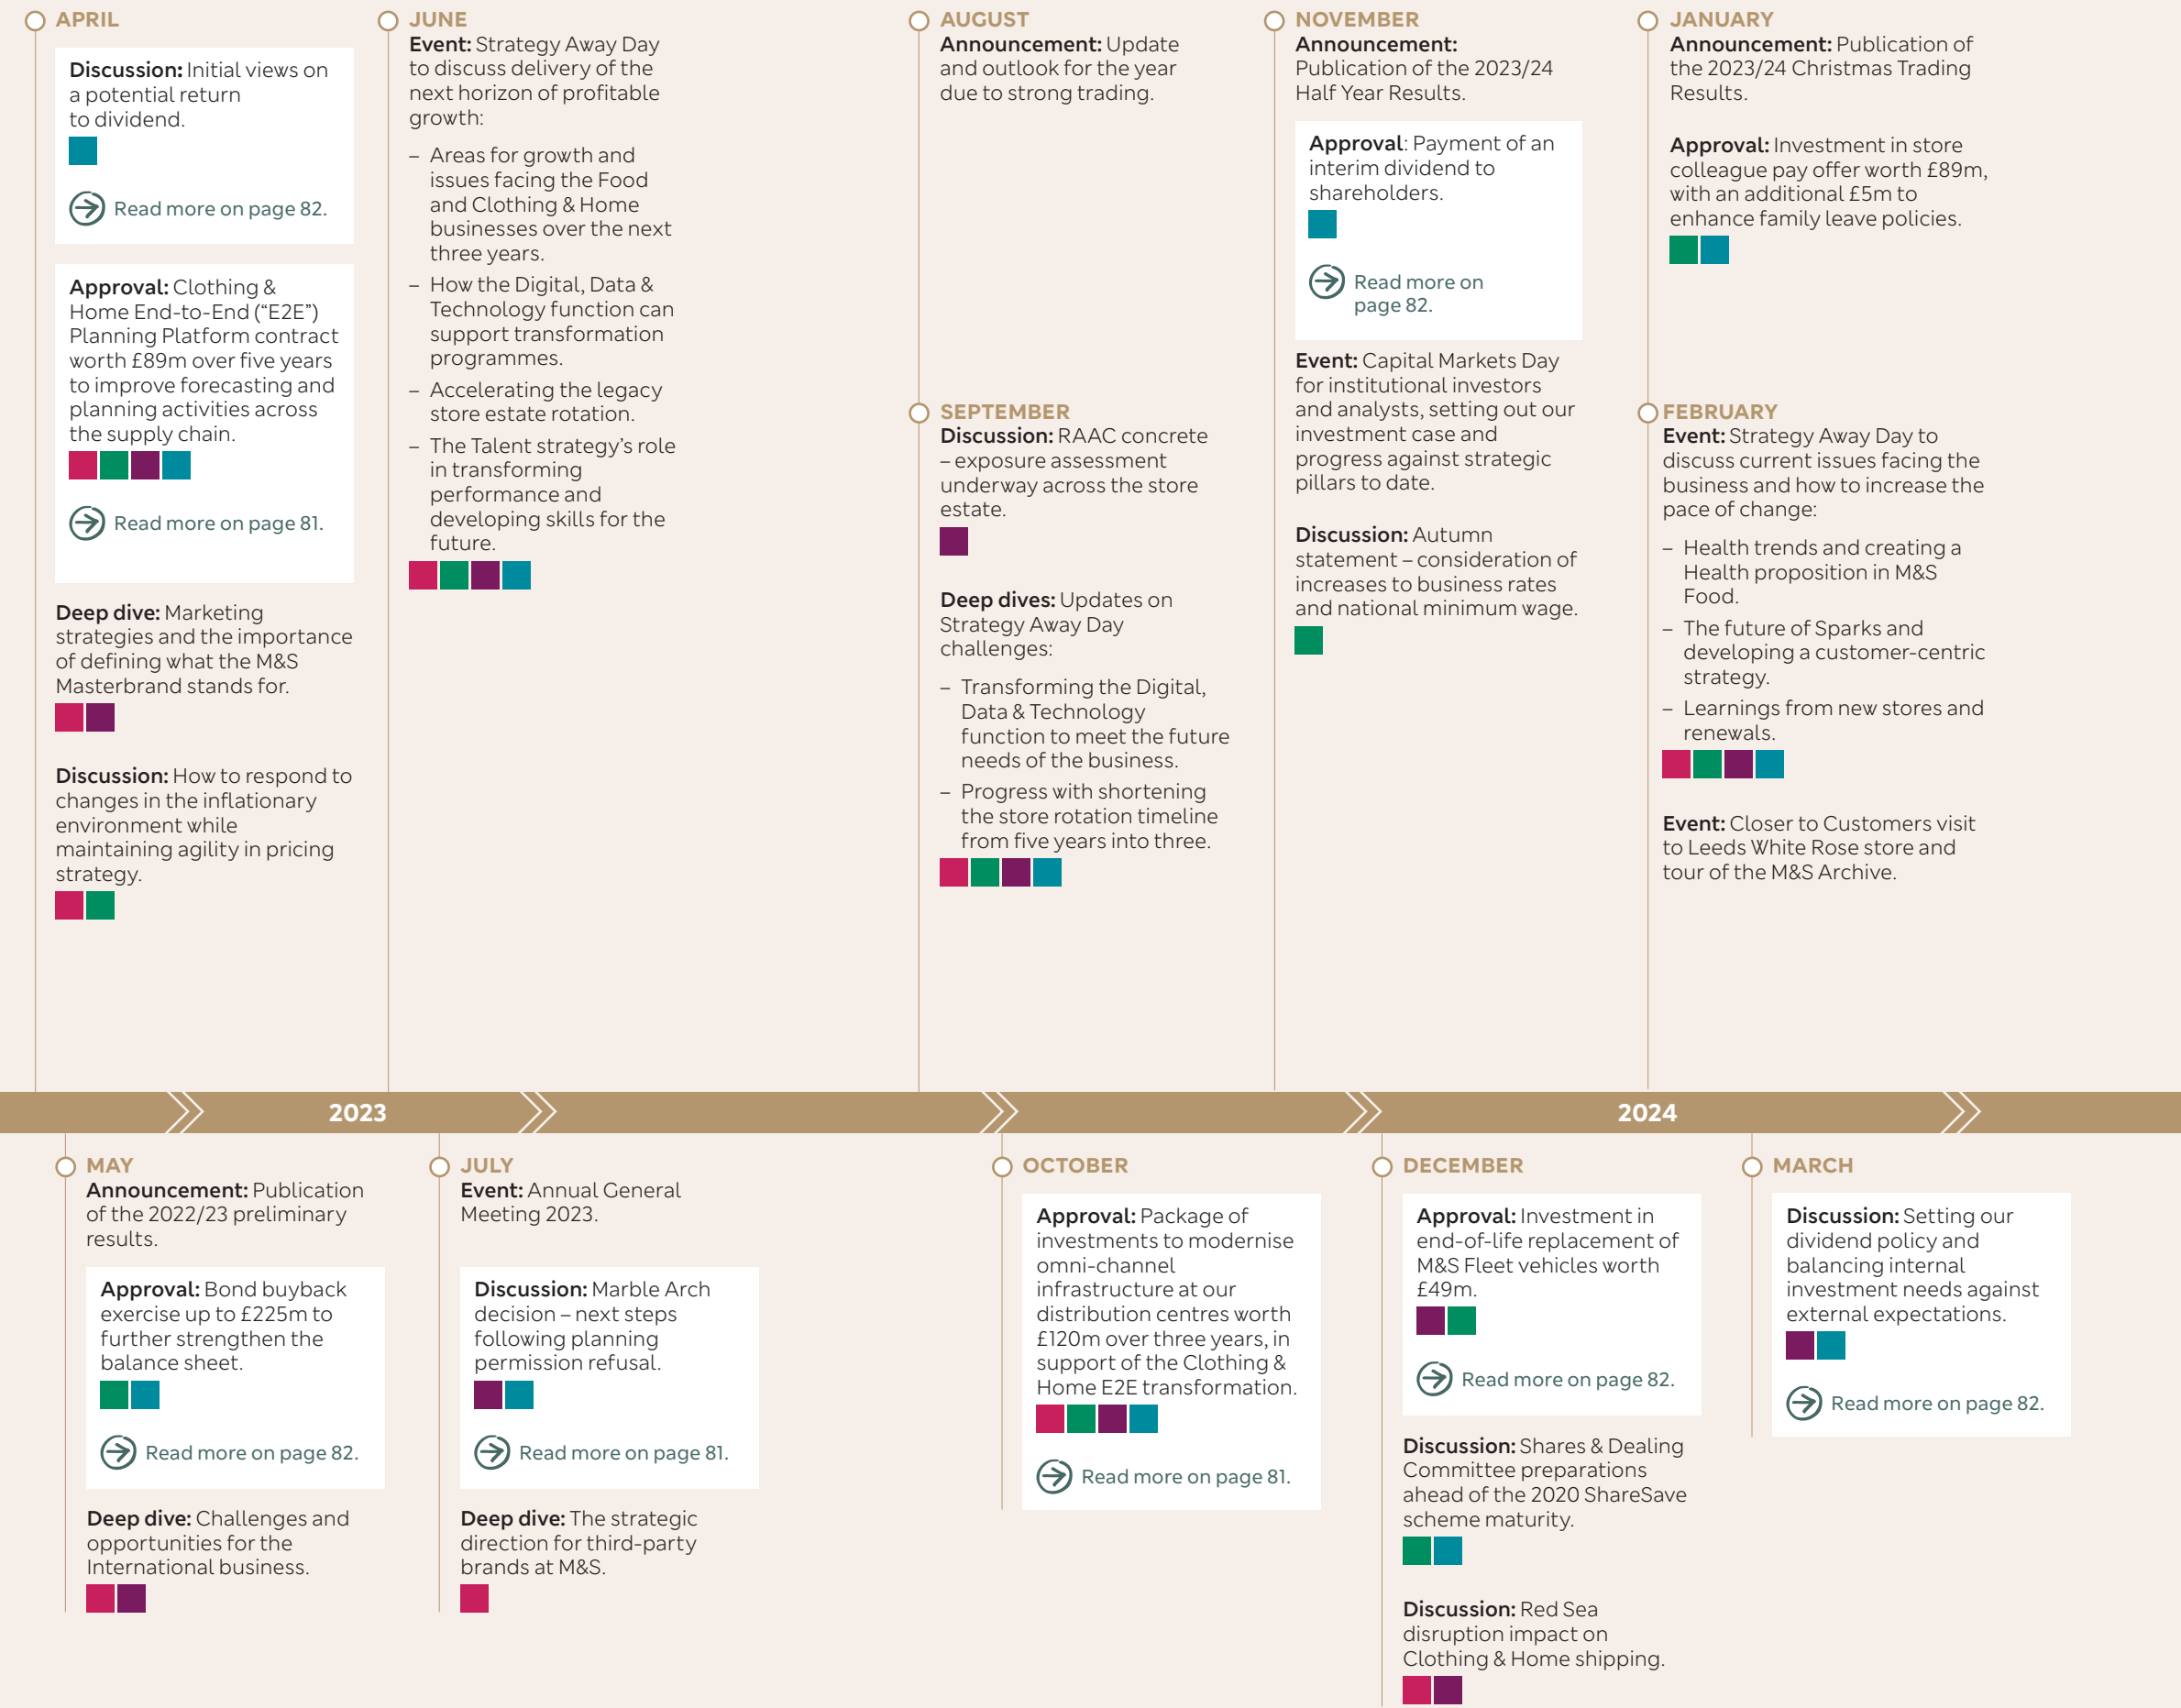 APRIL
Discussion: Initial views on
a potential return
to dividend.
Read more on page 82.
Approval: Clothing &
Home End-to-End (“E2E”)
Planning Platform contract
worth £89m over five years
to improve forecasting and
planning activities across
the supply chain.
Read more on page 81.
Deep dive: Marketing
strategies and the importance
of defining what the M&S
Masterbrand stands for.
Discussion: How to respond to
changes in the inflationary
environment while
maintaining agility in pricing
strategy.
JUNE
Event: Strategy Away Day
to discuss delivery of the
next horizon of profitable
growth:
– Areas for growth and
issues facing the Food
and Clothing & Home
businesses over the next
three years.
– How the Digital, Data &
Technology function can
support transformation
programmes.
– Accelerating the legacy
store estate rotation.
– The Talent strategy’s role
in transforming
performance and
developing skills for the
future.
AUGUST
Announcement: Update
and outlook for the year
due to strong trading.
SEPTEMBER
Discussion: RAAC concrete
– exposure assessment
underway across the store
estate.
Deep dives: Updates on
Strategy Away Day
challenges:
– Transforming the Digital,
Data & Technology
function to meet the future
needs of the business.
– Progress with shortening
the store rotation timeline
from five years into three.
NOVEMBER
Announcement:
Publication of the 2023/24
Half Year Results.
Approval: Payment of an
interim dividend to
shareholders.
Read more on
page 82.
Event: Capital Markets Day
for institutional investors
and analysts, setting out our
investment case and
progress against strategic
pillars to date.
Discussion: Autumn
statement – consideration of
increases to business rates
and national minimum wage.
JANUARY
Announcement: Publication of
the 2023/24 Christmas Trading
Results.
Approval: Investment in store
colleague pay offer worth £89m,
with an additional £5m to
enhance family leave policies.
FEBRUARY
Event: Strategy Away Day to
discuss current issues facing the
business and how to increase the
pace of change:
– Health trends and creating a
Health proposition in M&S
Food.
– The future of Sparks and
developing a customer-centric
strategy.
– Learnings from new stores and
renewals.
Event: Closer to Customers visit
to Leeds White Rose store and
tour of the M&S Archive.
2023
2024
MAY
Announcement: Publication
of the 2022/23 preliminary
results.
Approval: Bond buyback
exercise up to £225m to
further strengthen the
balance sheet.
Read more on page 82.
Deep dive: Challenges and
opportunities for the
International business.
JULY
Event: Annual General
Meeting 2023.
Discussion: Marble Arch
decision – next steps
following planning
permission refusal.
Read more on page 81.
Deep dive: The strategic
direction for third-party
brands at M&S.
OCTOBER
Approval: Package of
investments to modernise
omni-channel
infrastructure at our
distribution centres worth
£120m over three years, in
support of the Clothing &
Home E2E transformation.
Read more on page 81.
DECEMBER
Approval: Investment in
end-of-life replacement of
M&S Fleet vehicles worth
£49m.
Read more on page 82.
Discussion: Shares & Dealing
Committee preparations
ahead of the 2020 ShareSave
scheme maturity.
Discussion: Red Sea
disruption impact on
Clothing & Home shipping.
MARCH
Discussion: Setting our
dividend policy and
balancing internal
investment needs against
external expectations.
Read more on page 82.